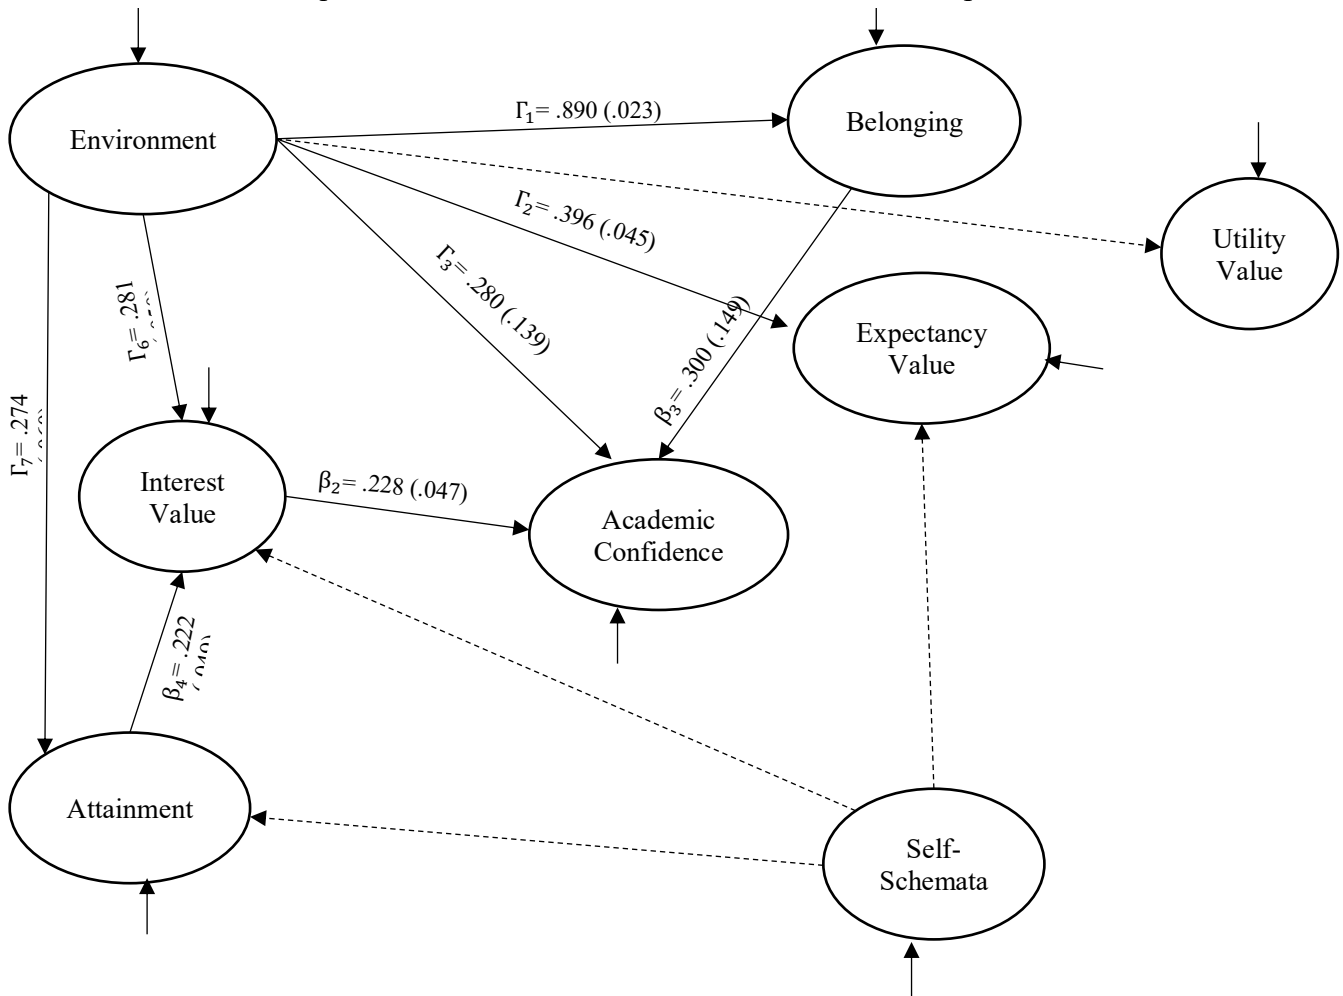 Environment
Γ₁= .890 (.023)
Belonging
Γ₂= .396 (.045)
Utility
Value
Γ₃= .280 (.139)
Γ₆= .281
β₃= .300 (.149)
Expectancy
Value
Γ₇= .274
Interest
Value
β₂= .228 (.047)
Academic
Confidence
β₄= .222
Attainment
Self-
Schemata